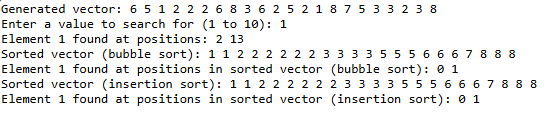 Generated vector: 6 5 1 2 2 2 6 8 3 6 2 5 2 1 8 7 5 3 3 2 3 8
Enter a value to search for (1 to 10): 1
Element 1 found at positions: 2 13
Sorted vector (bubble sort): 1 1 2 2 2 2 2 2 3 3 3 3 5 5 5 6 6 6 7 8 8 8
Element 1 found at positions in sorted vector (bubble sort): 0 1
Sorted vector (insertion sort): 1 1 2 2 2 2 2 2 3 3 3 3 5 5 5 6 6 6 7 8 8 8
Element 1 found at positions in sorted vector (insertion sort): 0 1